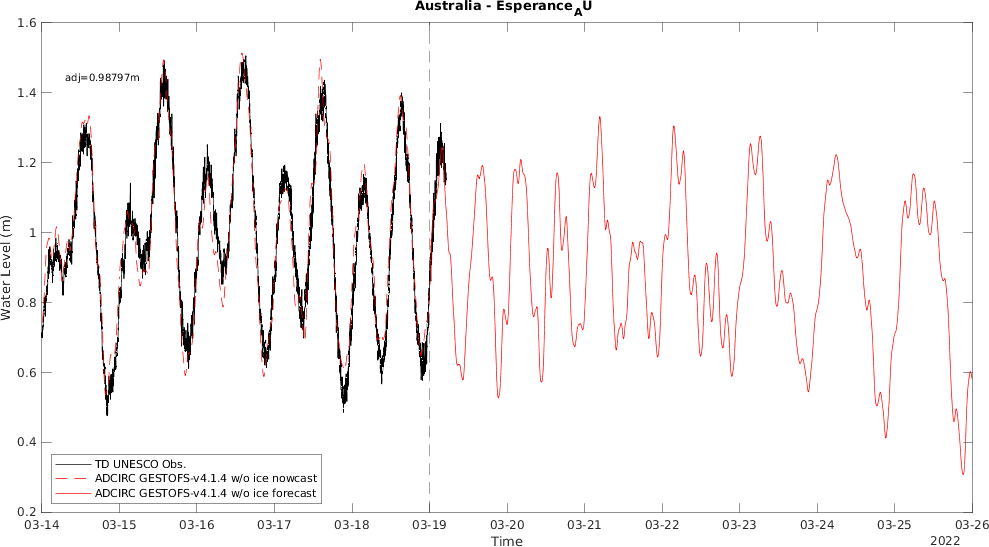 Australia - Esperance_AU
adj=0.98797m
1.6
1.4
1.2
1
0.8
0.6
0.4
0.2
Water Level (m)
TD UNESCO Obs.
ADCIRC GESTOFS-v4.1.4 w/o ice nowcast
ADCIRC GESTOFS-v4.1.4 w/o ice forecast
03-14 03-15 03-16 03-17 03-18 03-19 03-20 03-21 03-22 03-23 03-24 03-25 03-26
Time
2022